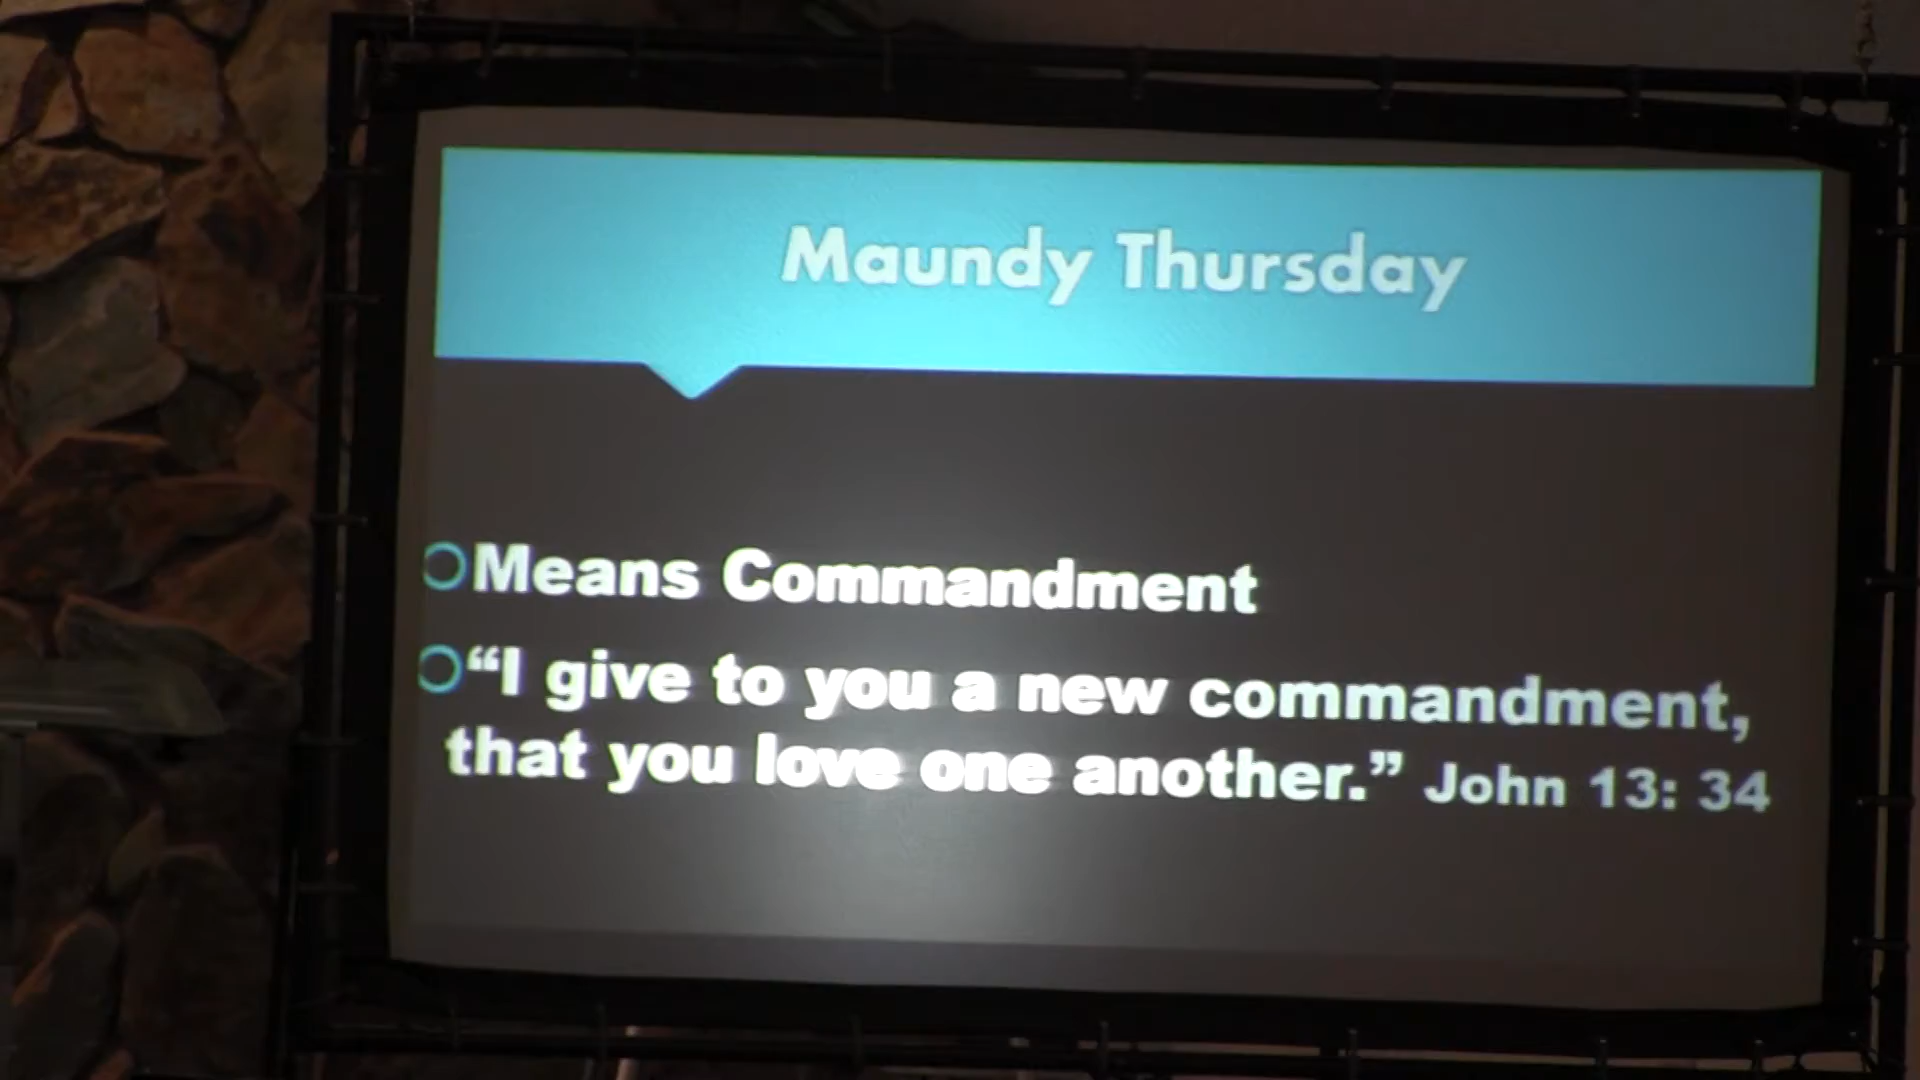 Maundy Thursday
Means Commandment
“I give to you a new commandment,
that you love one another.” John 13: 34